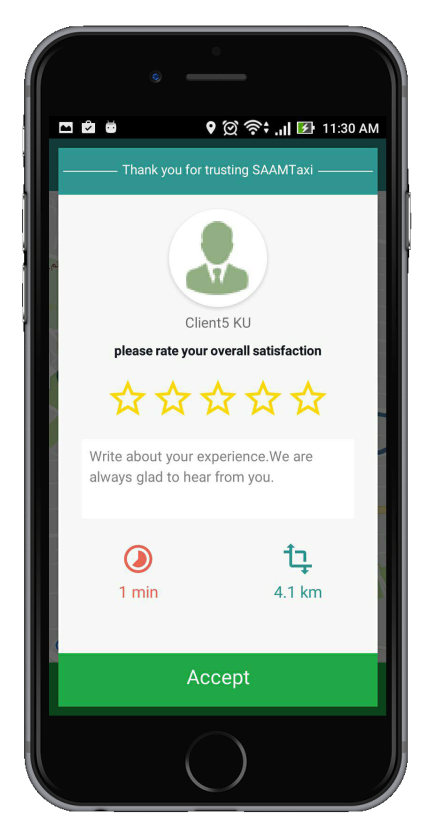 11:30 AM
Thank you for trusting SAAMTaxi
Client5 KU
please rate your overall satisfaction
Write about your experience.We are
always glad to hear from you.
1 min
4.1 km
Accept